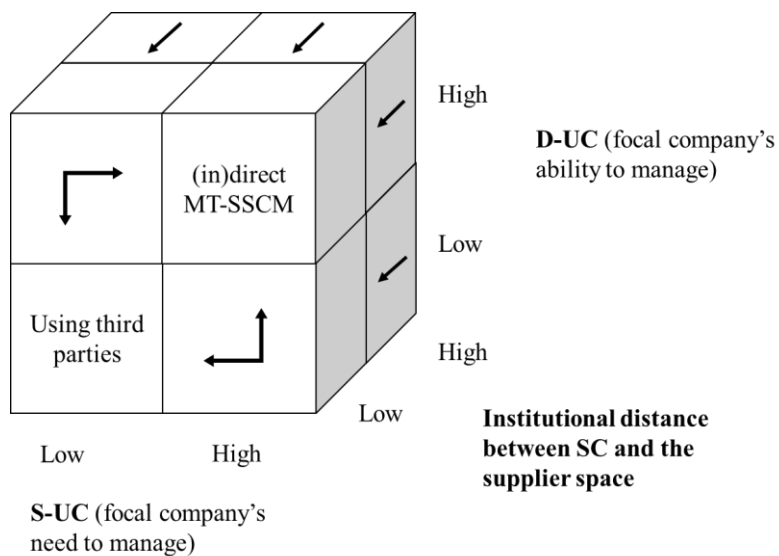 High
D-UC (focal company's
ability to manage)
(in)direct
MT-SSCM
Low
Using third
parties
High
Low
Institutional distance
between SC and the
supplier space
Low
High
S-UC (focal company's
need to manage)